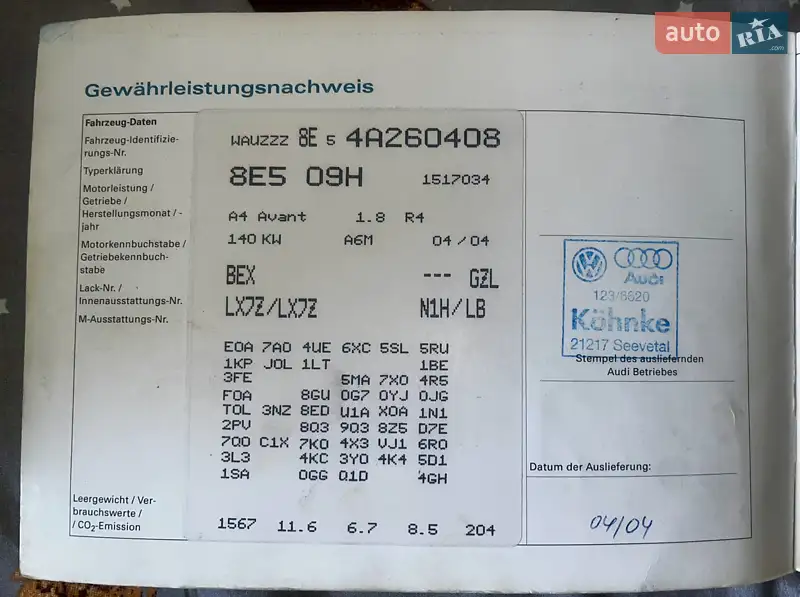 auto RIA .com
Gewährleistungsnachweis
Fahrzeug-Daten
Fahrzeug-Identifizie-
rungs-Nr.
WAUZZZ 8E 5 4A260408
Typerklärung
8E5 09H 1517034
Motorleistung /
Getriebe /
Herstellungsmonat / -
jahr
A4 Avant 1.8 R4
140 KW A6M 04/04
Motorkennbuchstabe /
Getriebekennbuch-
stabe
BEX --- GZL
Lack-Nr. /
Innenausstattungs-Nr.
LX7Z/LX7Z N1H/LB
M-Ausstattungs-Nr.
E0A 7A0 4UE 6XC 5SL 5RU
1KP J0L 1LT 1BE
3FE 5MA 7X0 4R5
F0A 8GU 0G7 0YJ 0JG
T0L 3NZ 8ED U1A X0A 1N1
2PV 8Q3 9Q3 8Z5 D7E
7Q0 C1X 7K0 4X3 VJ1 6R0
3L3 4KC 3Y0 4K4 5D1
1SA 0GG Q1D 4GH
Leergewicht / Ver-
brauchswerte /
/ CO2-Emission
1567 11.6 6.7 8.5 204
Audi
123/6620
Köhnke
21217 Seevetal
Stempel des ausliefernden
Audi Betriebes
Datum der Auslieferung:
04/04